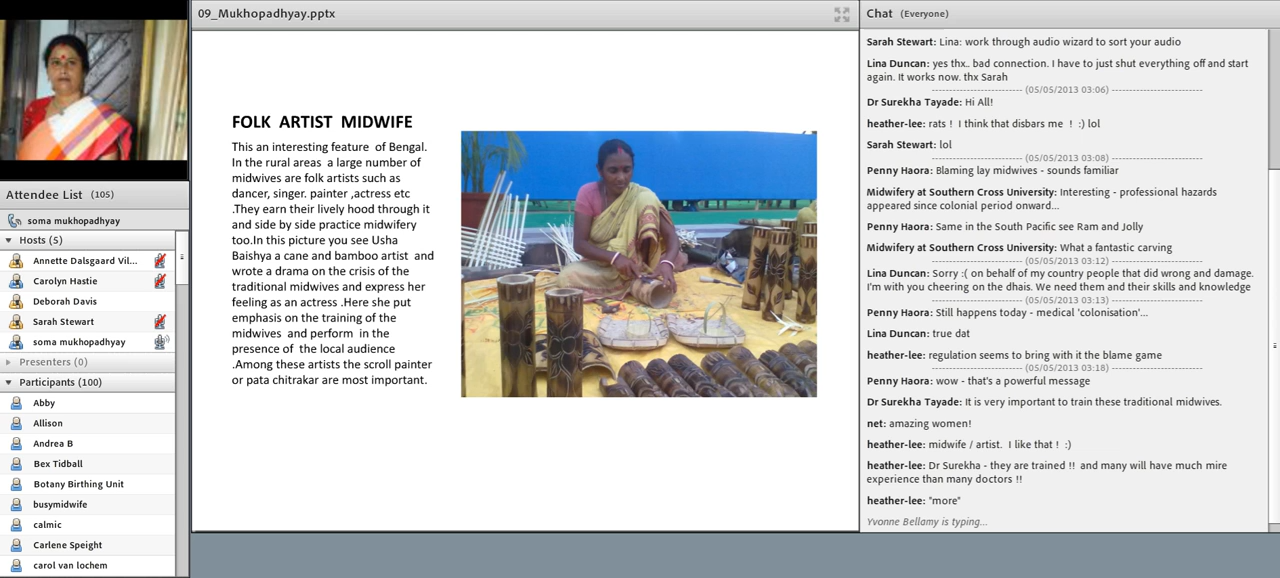 09_Mukhopadhyay.pptx
FOLK ARTIST MIDWIFE
This an interesting feature of Bengal.
In the rural areas a large number of
midwives are folk artists such as
dancer, singer. painter ,actress etc
.They earn their lively hood through it
and side by side practice midwifery
too.In this picture you see Usha
Baishya a cane and bamboo artist and
wrote a drama on the crisis of the
traditional midwives and express her
feeling as an actress .Here she put
emphasis on the training of the
midwives and perform in the
presence of the local audience
.Among these artists the scroll painter
or pata chitrakar are most important.
Attendee List (105)
soma mukhopadhyay
Hosts (5)
Annette Dalsgaard Vil...
Carolyn Hastie
Deborah Davis
Sarah Stewart
soma mukhopadhyay
Presenters (0)
Participants (100)
Abby
Allison
Andrea B
Bex Tidball
Botany Birthing Unit
busymidwife
calmic
Carlene Speight
carol van lochem
Chat (Everyone)
Sarah Stewart: Lina: work through audio wizard to sort your audio
Lina Duncan: yes thx.. bad connection. I have to just shut everything off and start
again. It works now. thx Sarah
(05/05/2013 03:06)
Dr Surekha Tayade: Hi All!
heather-lee: rats ! I think that disbars me ! :) lol
Sarah Stewart: lol
(05/05/2013 03:08)
Penny Haora: Blaming lay midwives - sounds familiar
Midwifery at Southern Cross University: Interesting - professional hazards
appeared since colonial period onward...
Penny Haora: Same in the South Pacific see Ram and Jolly
Midwifery at Southern Cross University: What a fantastic carving
(05/05/2013 03:12)
Lina Duncan: Sorry :( on behalf of my country people that did wrong and damage.
I'm with you cheering on the dhais. We need them and their skills and knowledge
(05/05/2013 03:13)
Penny Haora: Still happens today - medical 'colonisation'...
Lina Duncan: true dat
heather-lee: regulation seems to bring with it the blame game
(05/05/2013 03:18)
Penny Haora: wow - that's a powerful message
Dr Surekha Tayade: It is very important to train these traditional midwives.
net: amazing women!
heather-lee: midwife / artist. I like that ! :)
heather-lee: Dr Surekha - they are trained !! and many will have much mire
experience than many doctors !!
heather-lee: "more"
Yvonne Bellamy is typing...